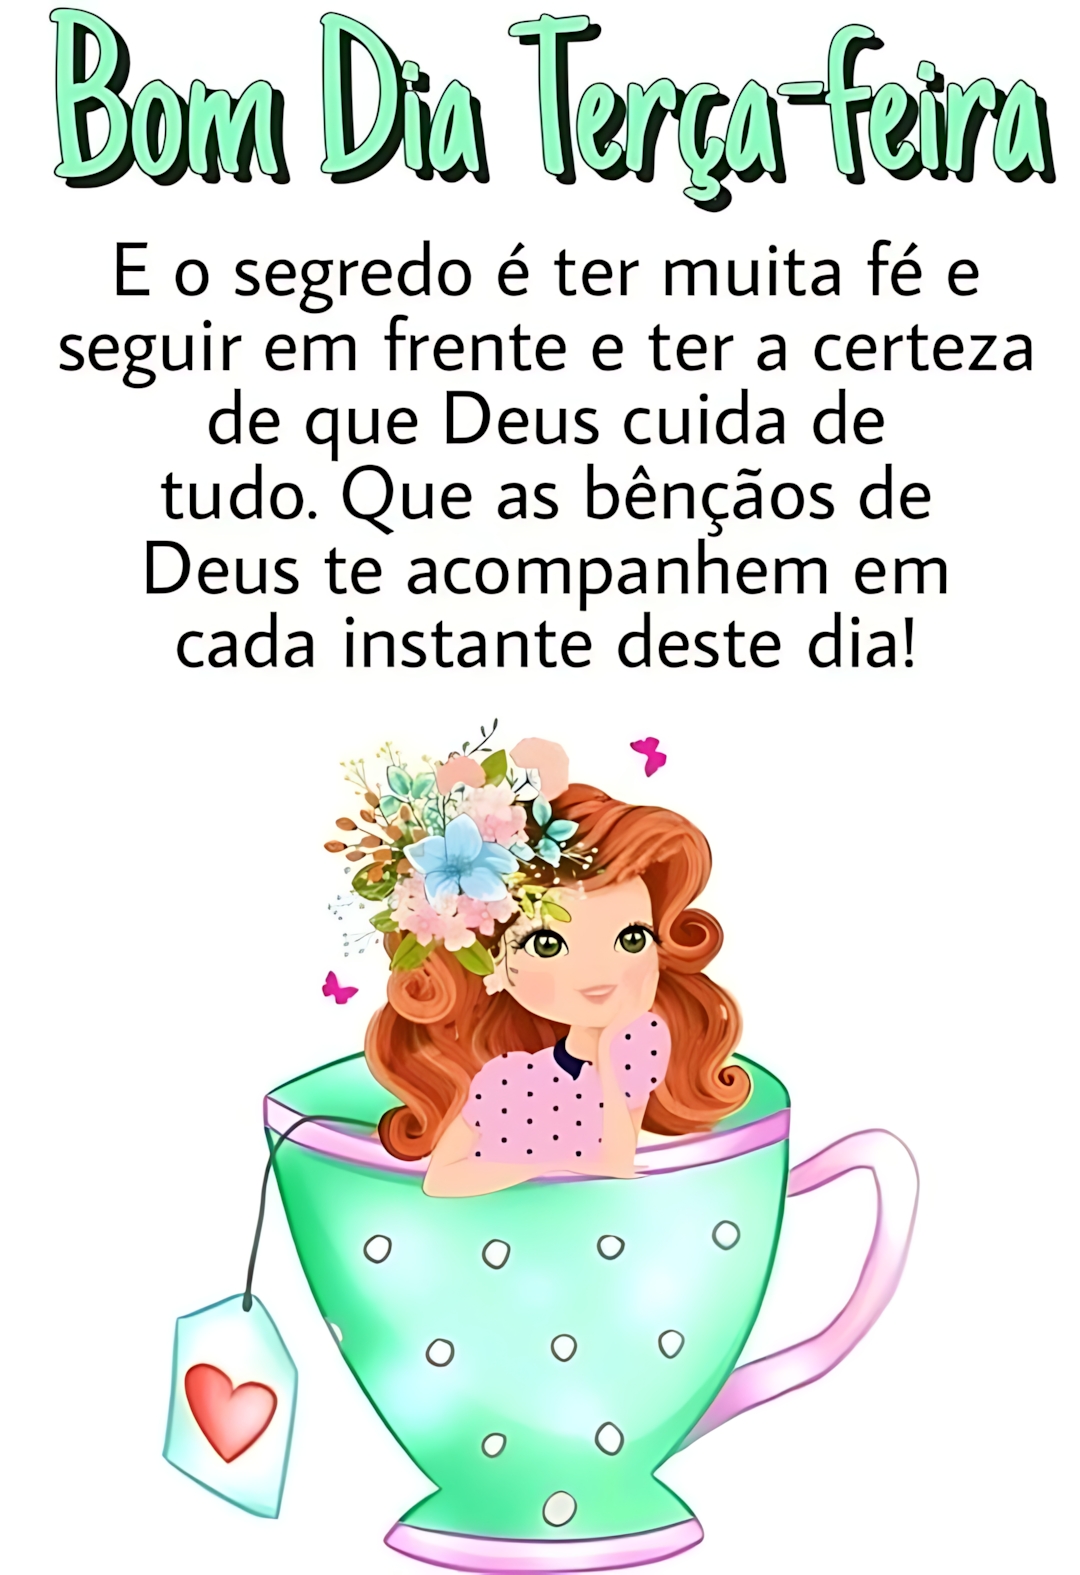 Bom Dia Terça-feira
E o segredo é ter muita fé e
seguir em frente e ter a certeza
de que Deus cuida de
tudo. Que as bênçãos de
Deus te acompanhem em
cada instante deste dia!